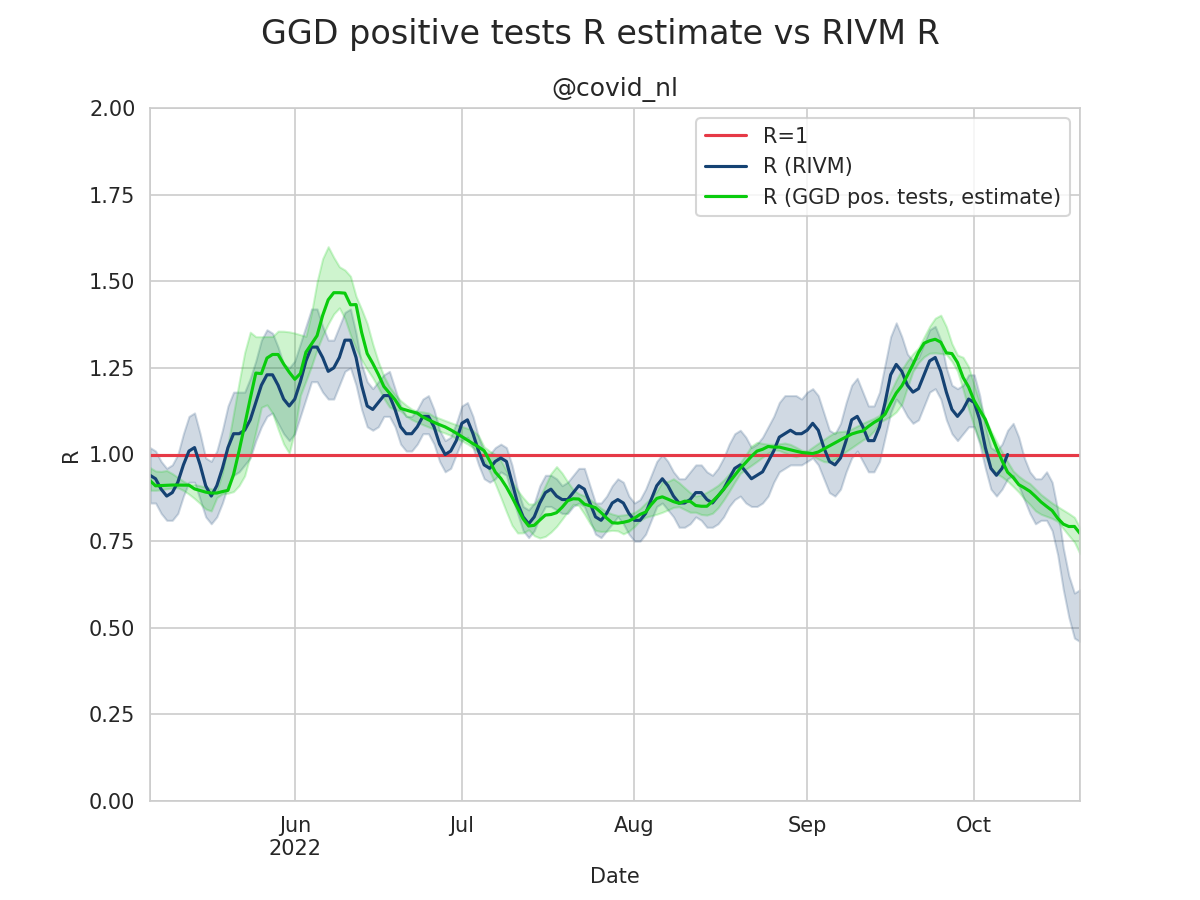 GGD positive tests R estimate vs RIVM R
@covid_nl
R=1
R (RIVM)
R (GGD pos. tests, estimate)
2.00
1.75
1.50
1.25
1.00
0.75
0.50
0.25
0.00
R
Jun
2022
Jul
Aug
Sep
Oct
Date